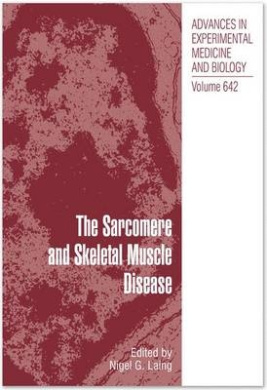 ADVANCES IN
EXPERIMENTAL
MEDICINE
AND BIOLOGY
Volume 642
The Sarcomere
and Skeletal Muscle
Disease
Edited by
Nigel G. Laing